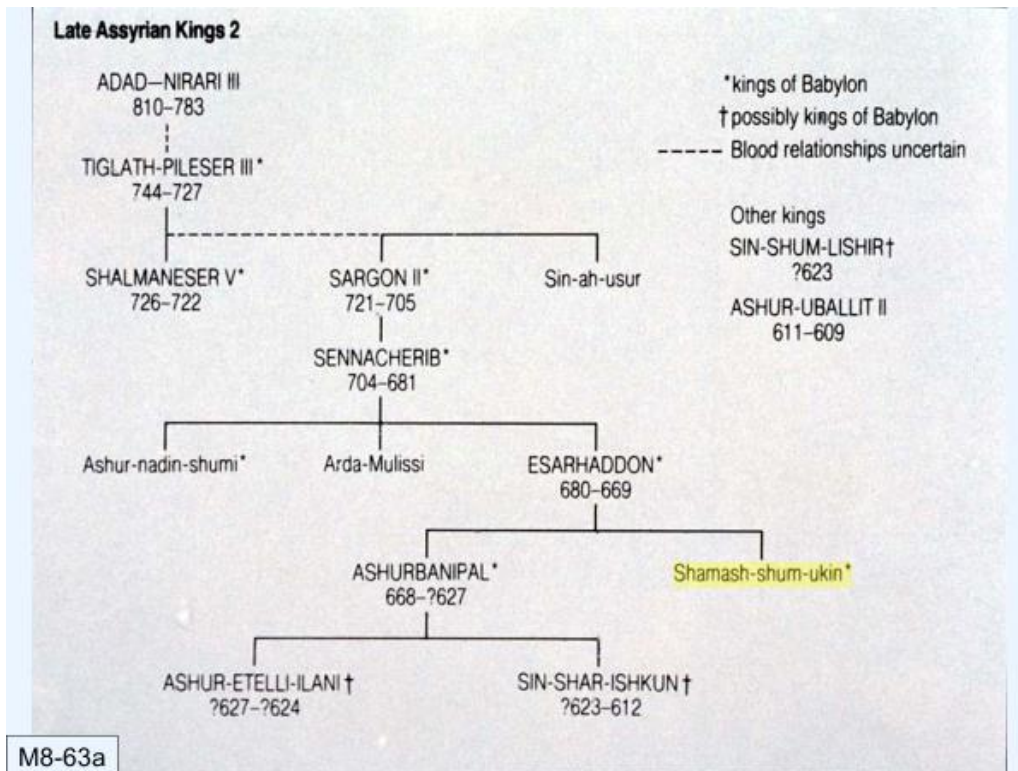 Late Assyrian Kings 2
ADAD—NIRARI III
810–783
TIGLATH-PILESER III*
744–727
SHALMANESER V*
726–722
SARGON II*
721–705
Sin-ah-usur
SENNACHERIB*
704–681
Ashur-nadin-shumi*
Arda-Mulissi
ESARHADDON*
680–669
ASHURBANIPAL*
668–?627
Shamash-shum-ukin*
ASHUR-ETELLI-ILANI †
?627–?624
SIN-SHAR-ISHKUN †
?623–612
*kings of Babylon
†possibly kings of Babylon
----- Blood relationships uncertain
Other kings
SIN-SHUM-LISHIR†
?623
ASHUR-UBALLIT II
611–609
M8-63a